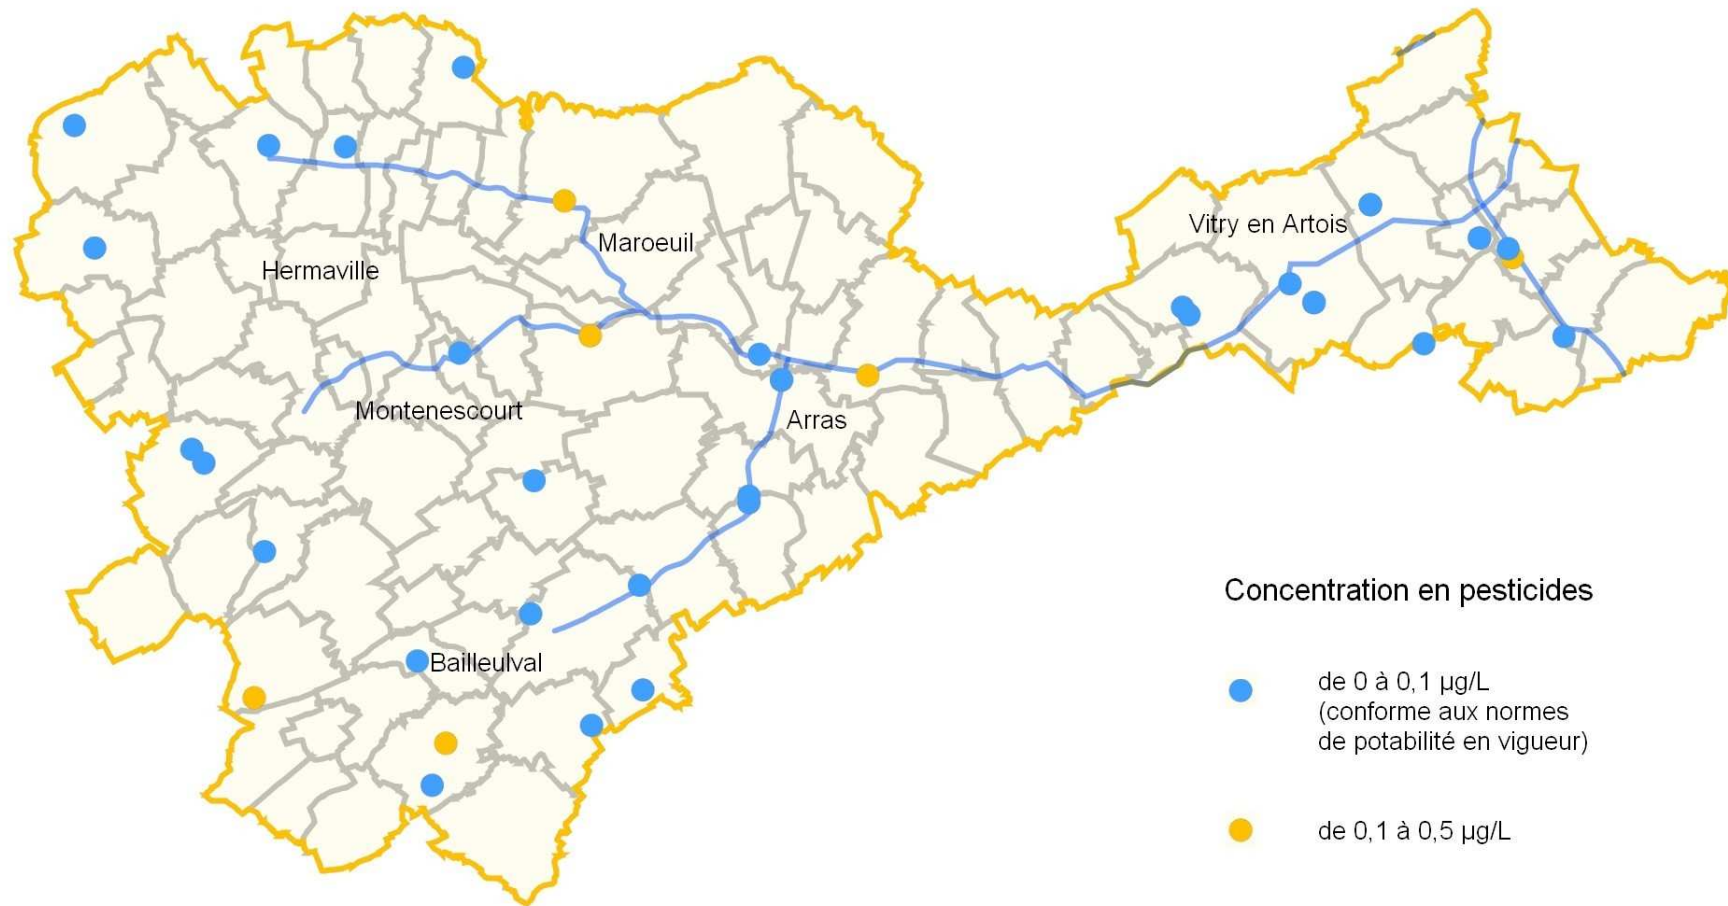 Vitry en Artois
Maroeuil
Hermaville
Montenescourt
Arras
Bailleulval
Concentration en pesticides
de 0 à 0,1 µg/L
(conforme aux normes
de potabilité en vigueur)
de 0,1 à 0,5 µg/L